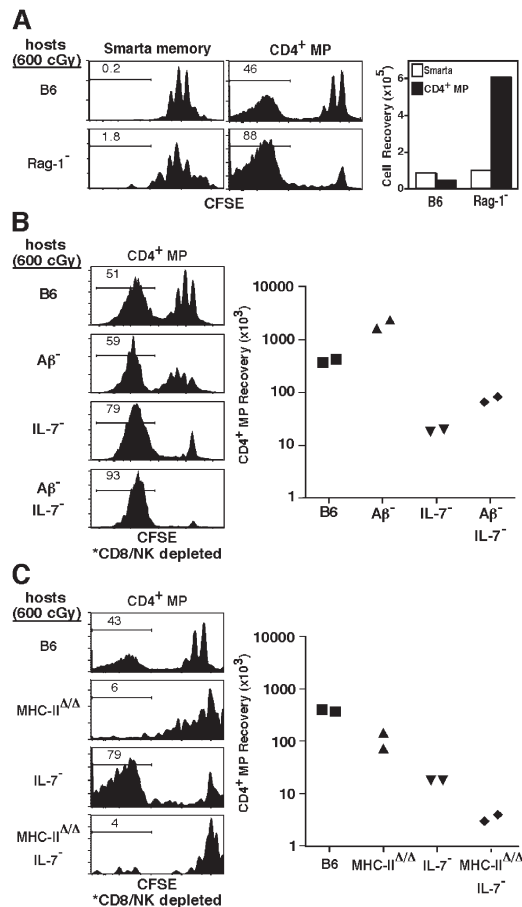 A
hosts
(600 cGy)
Smarta memory
CD4+ MP
B6
0.2
46
Rag-1-
1.8
88
CFSE
Cell Recovery (x10^5)
6
4
2
0
Smarta
CD4+ MP
B6
Rag-1-
B
hosts
(600 cGy)
CD4+ MP
B6
51
Aβ-
59
IL-7-
79
Aβ-
IL-7-
93
CFSE
*CD8/NK depleted
CD4+ MP Recovery (x10^3)
10000
1000
100
10
1
B6
Aβ-
IL-7-
Aβ-
IL-7-
C
hosts
(600 cGy)
CD4+ MP
B6
43
MHC-IIΔ/Δ
6
IL-7-
79
MHC-IIΔ/Δ
IL-7-
4
CFSE
*CD8/NK depleted
CD4+ MP Recovery (x10^3)
10000
1000
100
10
1
B6
MHC-IIΔ/Δ
IL-7-
MHC-IIΔ/Δ
IL-7-